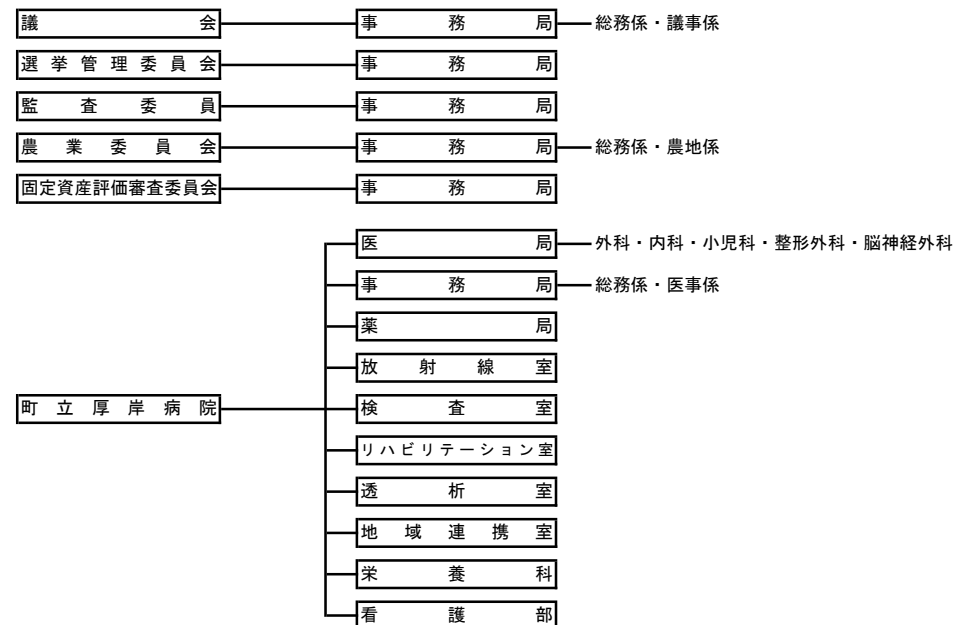 議会 事務局 総務係・議事係
選挙管理委員会 事務局
監査委員 事務局
農業委員会 事務局 総務係・農地係
固定資産評価審査委員会 事務局
医局 外科・内科・小児科・整形外科・脳神経外科
事務局 総務係・医事係
薬局
放射線室
町立厚岸病院 検査室
リハビリテーション室
透析室
地域連携室
栄養科
看護部